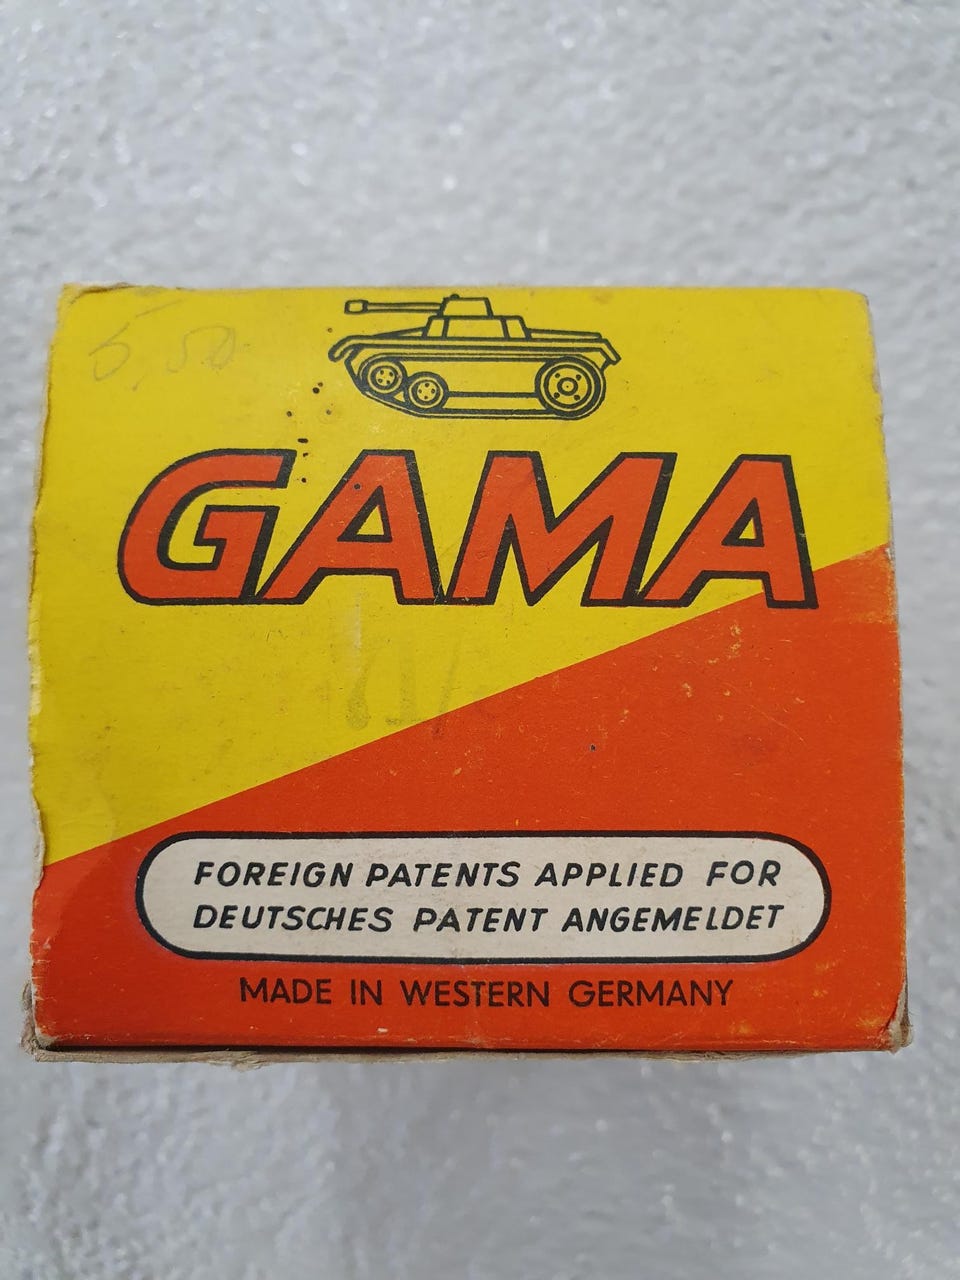 5,50
GAMA
FOREIGN PATENTS APPLIED FOR
DEUTSCHES PATENT ANGEMELDET
MADE IN WESTERN GERMANY